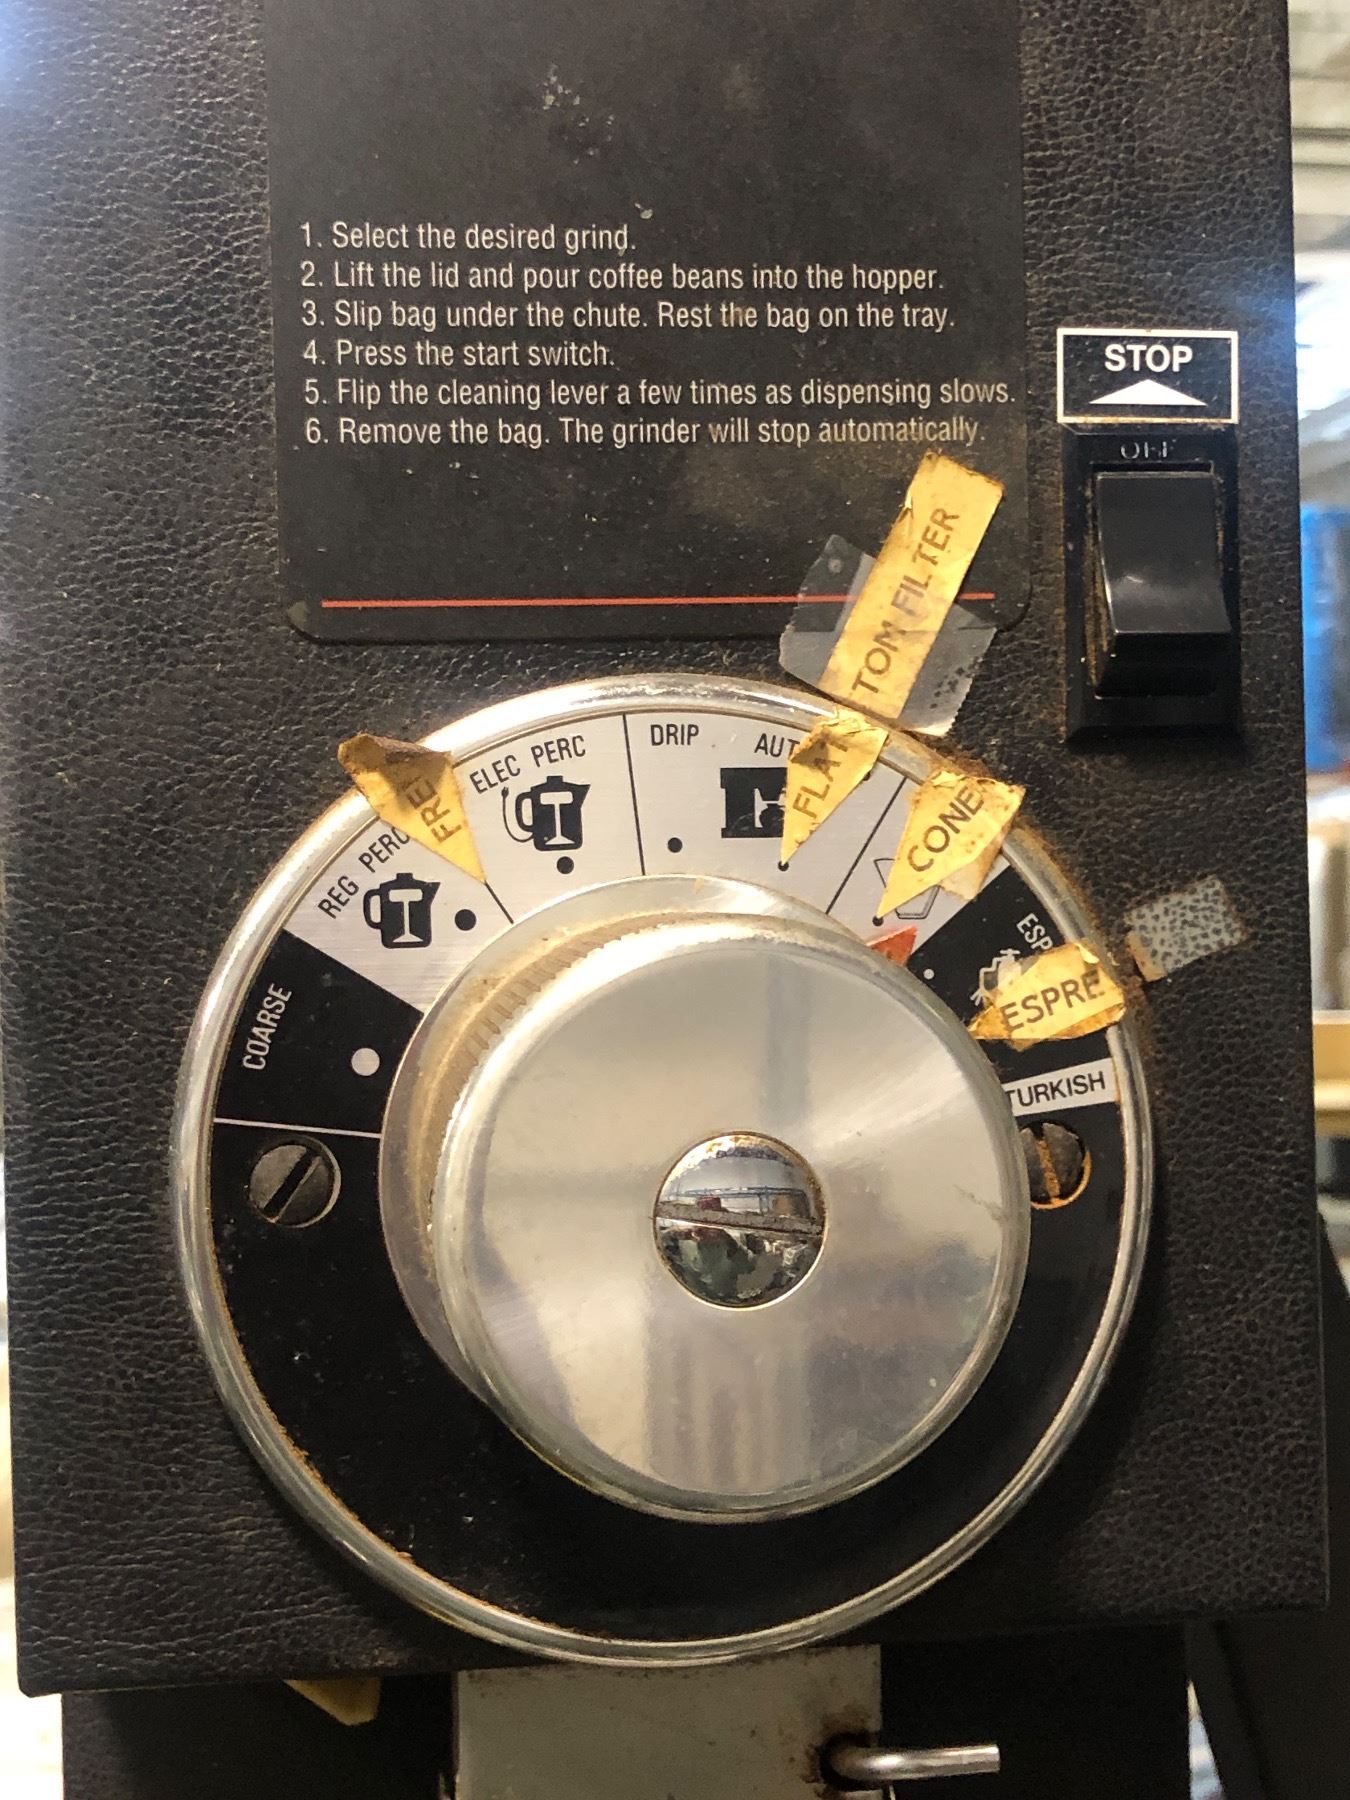 1. Select the desired grind.
2. Lift the lid and pour coffee beans into the hopper.
3. Slip bag under the chute. Rest the bag on the tray.
4. Press the start switch.
5. Flip the cleaning lever a few times as dispensing slows.
6. Remove the bag. The grinder will stop automatically.
STOP
OFF
TOM FILTER
FLAT
CONE
FRE
ESPRE
COARSE
REG PERC
ELEC PERC
DRIP
AUT
ESP
TURKISH